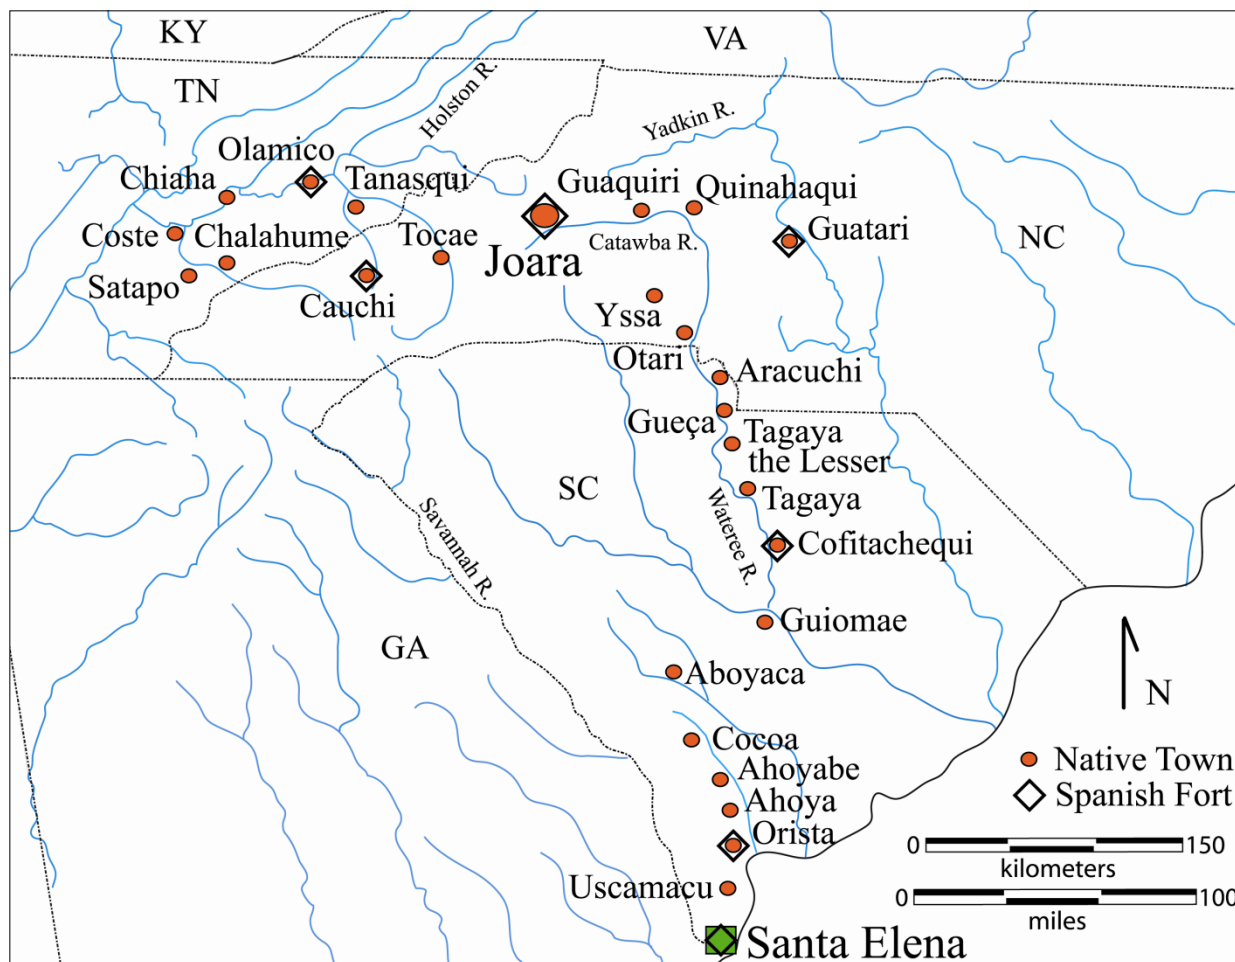 KY
VA
TN
Holston R.
Yadkin R.
Olamico
Chiaha
Tanasqui
Guaquiri
Quinahaqui
Coste
Chalahume
Tocae
Catawba R.
Guatari
NC
Joara
Satapo
Cauchi
Yssa
Otari
Aracuchi
Gueça
Tagaya
the Lesser
SC
Tagaya
Savannah R.
Wateree R.
Cofitachequi
Guiomae
GA
Aboyaca
N
Cocoa
Native Town
Ahoyabe
Spanish Fort
Ahoya
Orista
0 150
kilometers
Uscamacu
0 100
miles
Santa Elena